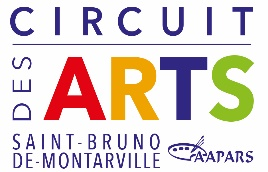 CIRCUIT
DES ARTS
SAINT-BRUNO
DE-MONTARVILLE AAPARS